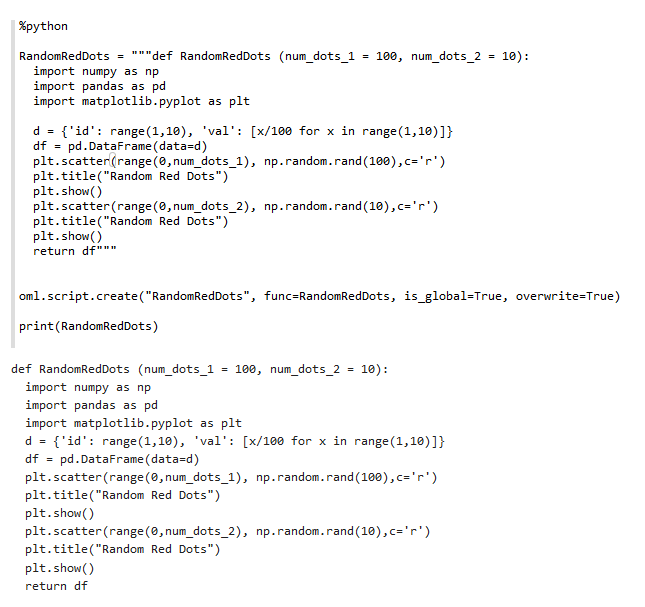 %python
RandomRedDots = """def RandomRedDots (num_dots_1 = 100, num_dots_2 = 10):
  import numpy as np
  import pandas as pd
  import matplotlib.pyplot as plt
  d = {'id': range(1,10), 'val': [x/100 for x in range(1,10)]}
  df = pd.DataFrame(data=d)
  plt.scatter(range(0,num_dots_1), np.random.rand(100),c='r')
  plt.title("Random Red Dots")
  plt.show()
  plt.scatter(range(0,num_dots_2), np.random.rand(10),c='r')
  plt.title("Random Red Dots")
  plt.show()
  return df"""
oml.script.create("RandomRedDots", func=RandomRedDots, is_global=True, overwrite=True)
print(RandomRedDots)
def RandomRedDots (num_dots_1 = 100, num_dots_2 = 10):
  import numpy as np
  import pandas as pd
  import matplotlib.pyplot as plt
  d = {'id': range(1,10), 'val': [x/100 for x in range(1,10)]}
  df = pd.DataFrame(data=d)
  plt.scatter(range(0,num_dots_1), np.random.rand(100),c='r')
  plt.title("Random Red Dots")
  plt.show()
  plt.scatter(range(0,num_dots_2), np.random.rand(10),c='r')
  plt.title("Random Red Dots")
  plt.show()
  return df